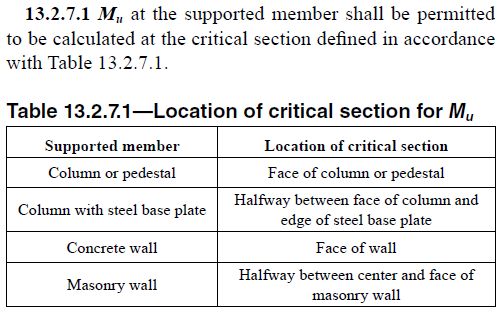 13.2.7.1 Mu at the supported member shall be permitted
to be calculated at the critical section defined in accordance
with Table 13.2.7.1.
Table 13.2.7.1—Location of critical section for Mu
Supported member
Location of critical section
Column or pedestal
Face of column or pedestal
Column with steel base plate
Halfway between face of column and
edge of steel base plate
Concrete wall
Face of wall
Masonry wall
Halfway between center and face of
masonry wall